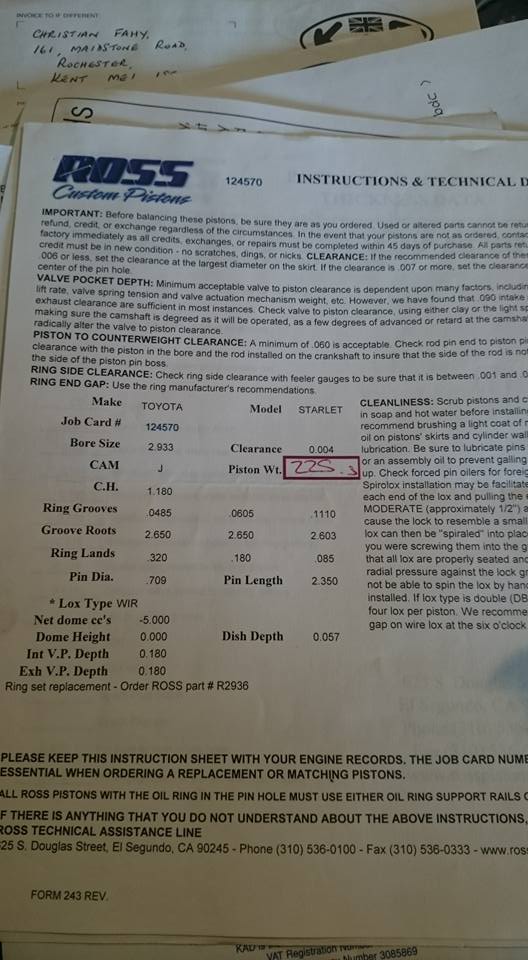 INVOICE TO IF DIFFERENT:
CHRISTIAN FAHY,
161, MAIDSTONE ROAD,
ROCHESTER,
KENT ME1
ROSS
Custom Pistons
124570
INSTRUCTIONS & TECHNICAL D
IMPORTANT: Before balancing these pistons, be sure they are as you ordered. Used or altered parts cannot be retu
refund, credit, or exchange regardless of the circumstances. In the event that your pistons are not as ordered, contac
factory immediately as all credits, exchanges, or repairs must be completed within 45 days of purchase. All parts retu
credit must be in new condition - no scratches, dings, or nicks. CLEARANCE: If the recommended clearance of the
.006 or less, set the clearance at the largest diameter on the skirt. If the clearance is .007 or more, set the clearance
center of the pin hole.
VALVE POCKET DEPTH: Minimum acceptable valve to piston clearance is dependent upon many factors, includin
lift rate, valve spring tension and valve actuation mechanism weight, etc. However, we have found that .090 intake
exhaust clearance are sufficient in most instances. Check valve to piston clearance, using either clay or the light sp
making sure the camshaft is degreed as it will be operated, as a few degrees of advance or retard at the camsha
radically alter the valve to piston clearance.
PISTON TO COUNTERWEIGHT CLEARANCE: A minimum of .060 is acceptable. Check rod pin end to piston pi
clearance with the piston in the bore and the rod installed on the crankshaft to insure that the side of the rod is not
the side of the piston pin boss.
RING SIDE CLEARANCE: Check ring side clearance with feeler gauges to be sure that it is between .001 and .0
RING END GAP: Use the ring manufacturer's recommendations.
Make TOYOTA Model STARLET
Job Card # 124570
Bore Size 2.933 Clearance 0.004
CAM J Piston Wt. 225.3
C.H. 1.180
Ring Grooves .0485 .0605 .1110
Groove Roots 2.650 2.650 2.603
Ring Lands .320 .180 .085
Pin Dia. .709 Pin Length 2.350
* Lox Type WIR
Net dome cc's -5.000
Dome Height 0.000 Dish Depth 0.057
Int V.P. Depth 0.180
Exh V.P. Depth 0.180
Ring set replacement - Order ROSS part # R2936
CLEANLINESS: Scrub pistons and c
in soap and hot water before installing
recommend brushing a light coat of m
oil on pistons' skirts and cylinder wall
lubrication. Be sure to lubricate pins
or an assembly oil to prevent galling
up. Check forced pin oilers for foreig
Spirolox installation may be facilitate
each end of the lox and pulling the e
MODERATE (approximately 1/2") a
cause the lock to resemble a small
lox can then be "spiraled" into place
you were screwing them into the g
that all lox are properly seated and
radial pressure against the lock gr
not be able to spin the lox by hand
installed. If lox type is double (DB
four lox per piston. We recomme
gap on wire lox at the six o'clock
PLEASE KEEP THIS INSTRUCTION SHEET WITH YOUR ENGINE RECORDS. THE JOB CARD NUME
ESSENTIAL WHEN ORDERING A REPLACEMENT OR MATCHING PISTONS.
ALL ROSS PISTONS WITH THE OIL RING IN THE PIN HOLE MUST USE EITHER OIL RING SUPPORT RAILS O
F THERE IS ANYTHING THAT YOU DO NOT UNDERSTAND ABOUT THE ABOVE INSTRUCTIONS,
ROSS TECHNICAL ASSISTANCE LINE
625 S. Douglas Street, El Segundo, CA 90245 - Phone (310) 536-0100 - Fax (310) 536-0333 - www.ros
FORM 243 REV.
VAT Registration
Number 3085869